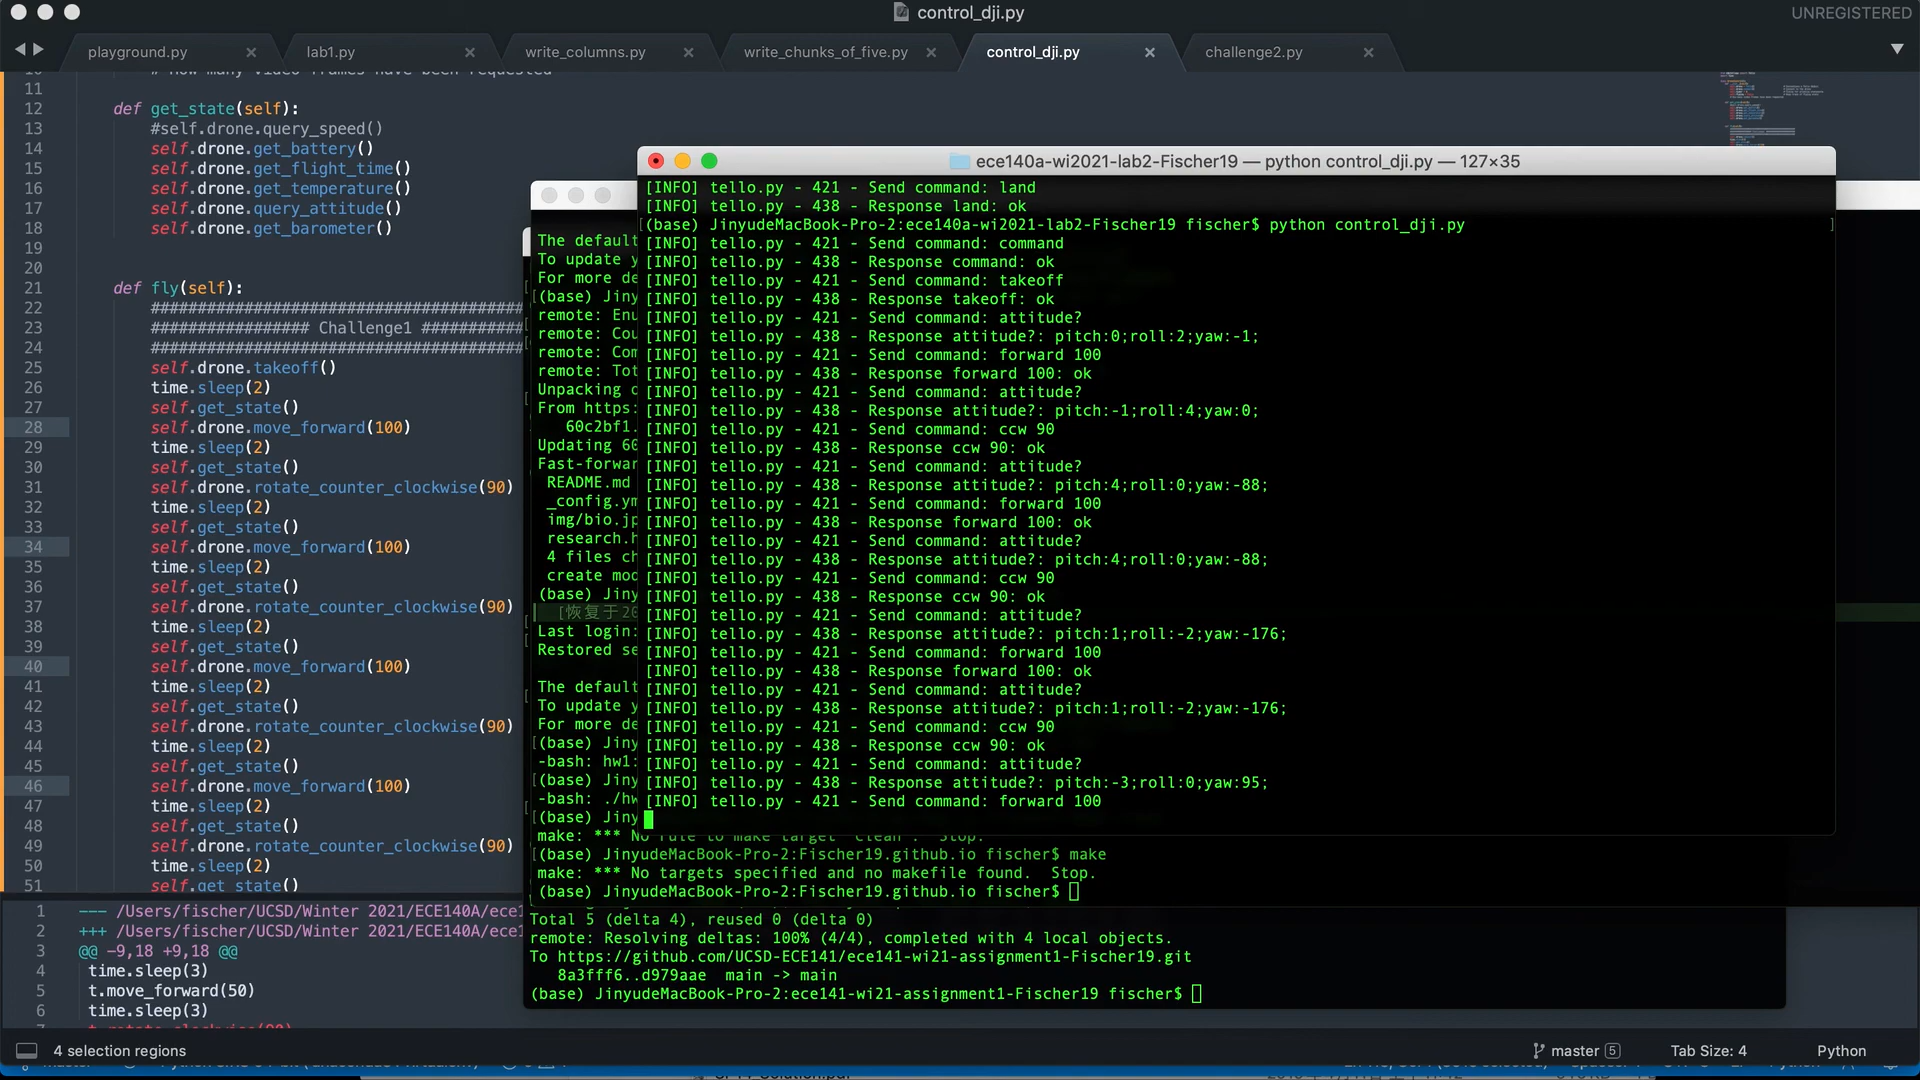 control_dji.py
UNREGISTERED
playground.py
lab1.py
write_columns.py
write_chunks_of_five.py
control_dji.py
challenge2.py
11
12 def get_state(self):
13 #self.drone.query_speed()
14 self.drone.get_battery()
15 self.drone.get_flight_time()
16 self.drone.get_temperature()
17 self.drone.query_attitude()
18 self.drone.get_barometer()
19
20
21 def fly(self):
22 ########################################
23 ################# Challenge1 ###########
24 ########################################
25 self.drone.takeoff()
26 time.sleep(2)
27 self.get_state()
28 self.drone.move_forward(100)
29 time.sleep(2)
30 self.get_state()
31 self.drone.rotate_counter_clockwise(90)
32 time.sleep(2)
33 self.get_state()
34 self.drone.move_forward(100)
35 time.sleep(2)
36 self.get_state()
37 self.drone.rotate_counter_clockwise(90)
38 time.sleep(2)
39 self.get_state()
40 self.drone.move_forward(100)
41 time.sleep(2)
42 self.get_state()
43 self.drone.rotate_counter_clockwise(90)
44 time.sleep(2)
45 self.get_state()
46 self.drone.move_forward(100)
47 time.sleep(2)
48 self.get_state()
49 self.drone.rotate_counter_clockwise(90)
50 time.sleep(2)
51 self.get_state()
1 --- /Users/fischer/UCSD/Winter 2021/ECE140A/ece1
2 +++ /Users/fischer/UCSD/Winter 2021/ECE140A/ece1
3 @@ -9,18 +9,18 @@
4 time.sleep(3)
5 t.move_forward(50)
6 time.sleep(3)
The defaul
To update y
For more de
[(base) Jiny
remote: Enu
remote: Cou
remote: Com
remote: Tot
Unpacking o
From https:
60c2bf1.
Updating 60
Fast-forwar
README.md
_config.ym
img/bio.jp
research.h
4 files ch
create mod
(base) Jiny
[恢复于20
Last login:
Restored se
The default
To update y
For more de
[(base) Jiny
-bash: hw1:
[(base) Jiny
-bash: ./hw
[(base) Jiny
make: *** No rule to make target `clean'.  Stop.
[(base) JinyudeMacBook-Pro-2:Fischer19.github.io fischer$ make
make: *** No targets specified and no makefile found.  Stop.
(base) JinyudeMacBook-Pro-2:Fischer19.github.io fischer$
ece140a-wi2021-lab2-Fischer19 — python control_dji.py — 127×35
[INFO] tello.py - 421 - Send command: land
[INFO] tello.py - 438 - Response land: ok
[(base) JinyudeMacBook-Pro-2:ece140a-wi2021-lab2-Fischer19 fischer$ python control_dji.py ]
[INFO] tello.py - 421 - Send command: command
[INFO] tello.py - 438 - Response command: ok
[INFO] tello.py - 421 - Send command: takeoff
[INFO] tello.py - 438 - Response takeoff: ok
[INFO] tello.py - 421 - Send command: attitude?
[INFO] tello.py - 438 - Response attitude?: pitch:0;roll:2;yaw:-1;
[INFO] tello.py - 421 - Send command: forward 100
[INFO] tello.py - 438 - Response forward 100: ok
[INFO] tello.py - 421 - Send command: attitude?
[INFO] tello.py - 438 - Response attitude?: pitch:-1;roll:4;yaw:0;
[INFO] tello.py - 421 - Send command: ccw 90
[INFO] tello.py - 438 - Response ccw 90: ok
[INFO] tello.py - 421 - Send command: attitude?
[INFO] tello.py - 438 - Response attitude?: pitch:4;roll:0;yaw:-88;
[INFO] tello.py - 421 - Send command: forward 100
[INFO] tello.py - 438 - Response forward 100: ok
[INFO] tello.py - 421 - Send command: attitude?
[INFO] tello.py - 438 - Response attitude?: pitch:4;roll:0;yaw:-88;
[INFO] tello.py - 421 - Send command: ccw 90
[INFO] tello.py - 438 - Response ccw 90: ok
[INFO] tello.py - 421 - Send command: attitude?
[INFO] tello.py - 438 - Response attitude?: pitch:1;roll:-2;yaw:-176;
[INFO] tello.py - 421 - Send command: forward 100
[INFO] tello.py - 438 - Response forward 100: ok
[INFO] tello.py - 421 - Send command: attitude?
[INFO] tello.py - 438 - Response attitude?: pitch:1;roll:-2;yaw:-176;
[INFO] tello.py - 421 - Send command: ccw 90
[INFO] tello.py - 438 - Response ccw 90: ok
[INFO] tello.py - 421 - Send command: attitude?
[INFO] tello.py - 438 - Response attitude?: pitch:-3;roll:0;yaw:95;
[INFO] tello.py - 421 - Send command: forward 100
Total 5 (delta 4), reused 0 (delta 0)
remote: Resolving deltas: 100% (4/4), completed with 4 local objects.
To https://github.com/UCSD-ECE141/ece141-wi21-assignment1-Fischer19.git
8a3fff6..d979aae  main -> main
(base) JinyudeMacBook-Pro-2:ece141-wi21-assignment1-Fischer19 fischer$
4 selection regions
master 5
Tab Size: 4
Python